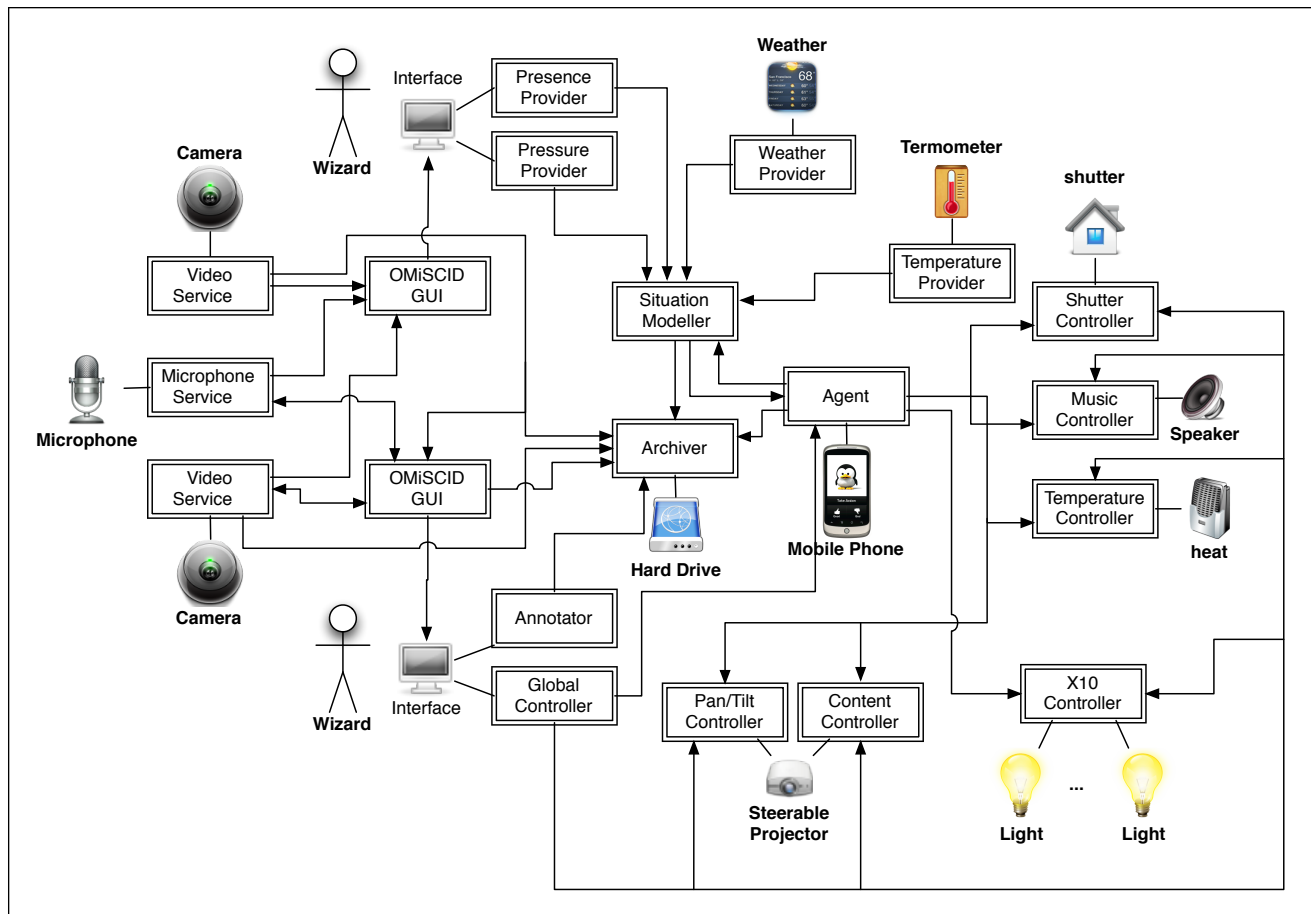 Weather
68°
Interface
Presence
Provider
Wizard
Pressure
Provider
Weather
Provider
Termometer
Camera
shutter
Video
Service
OMiSCID
GUI
Situation
Modeller
Temperature
Provider
Shutter
Controller
Microphone
Service
Microphone
Agent
Music
Controller
Speaker
Video
Service
OMiSCID
GUI
Archiver
Temperature
Controller
heat
Hard Drive
Mobile Phone
Camera
Annotator
Wizard
Interface
Global
Controller
Pan/Tilt
Controller
Content
Controller
X10
Controller
Steerable
Projector
...
Light
Light